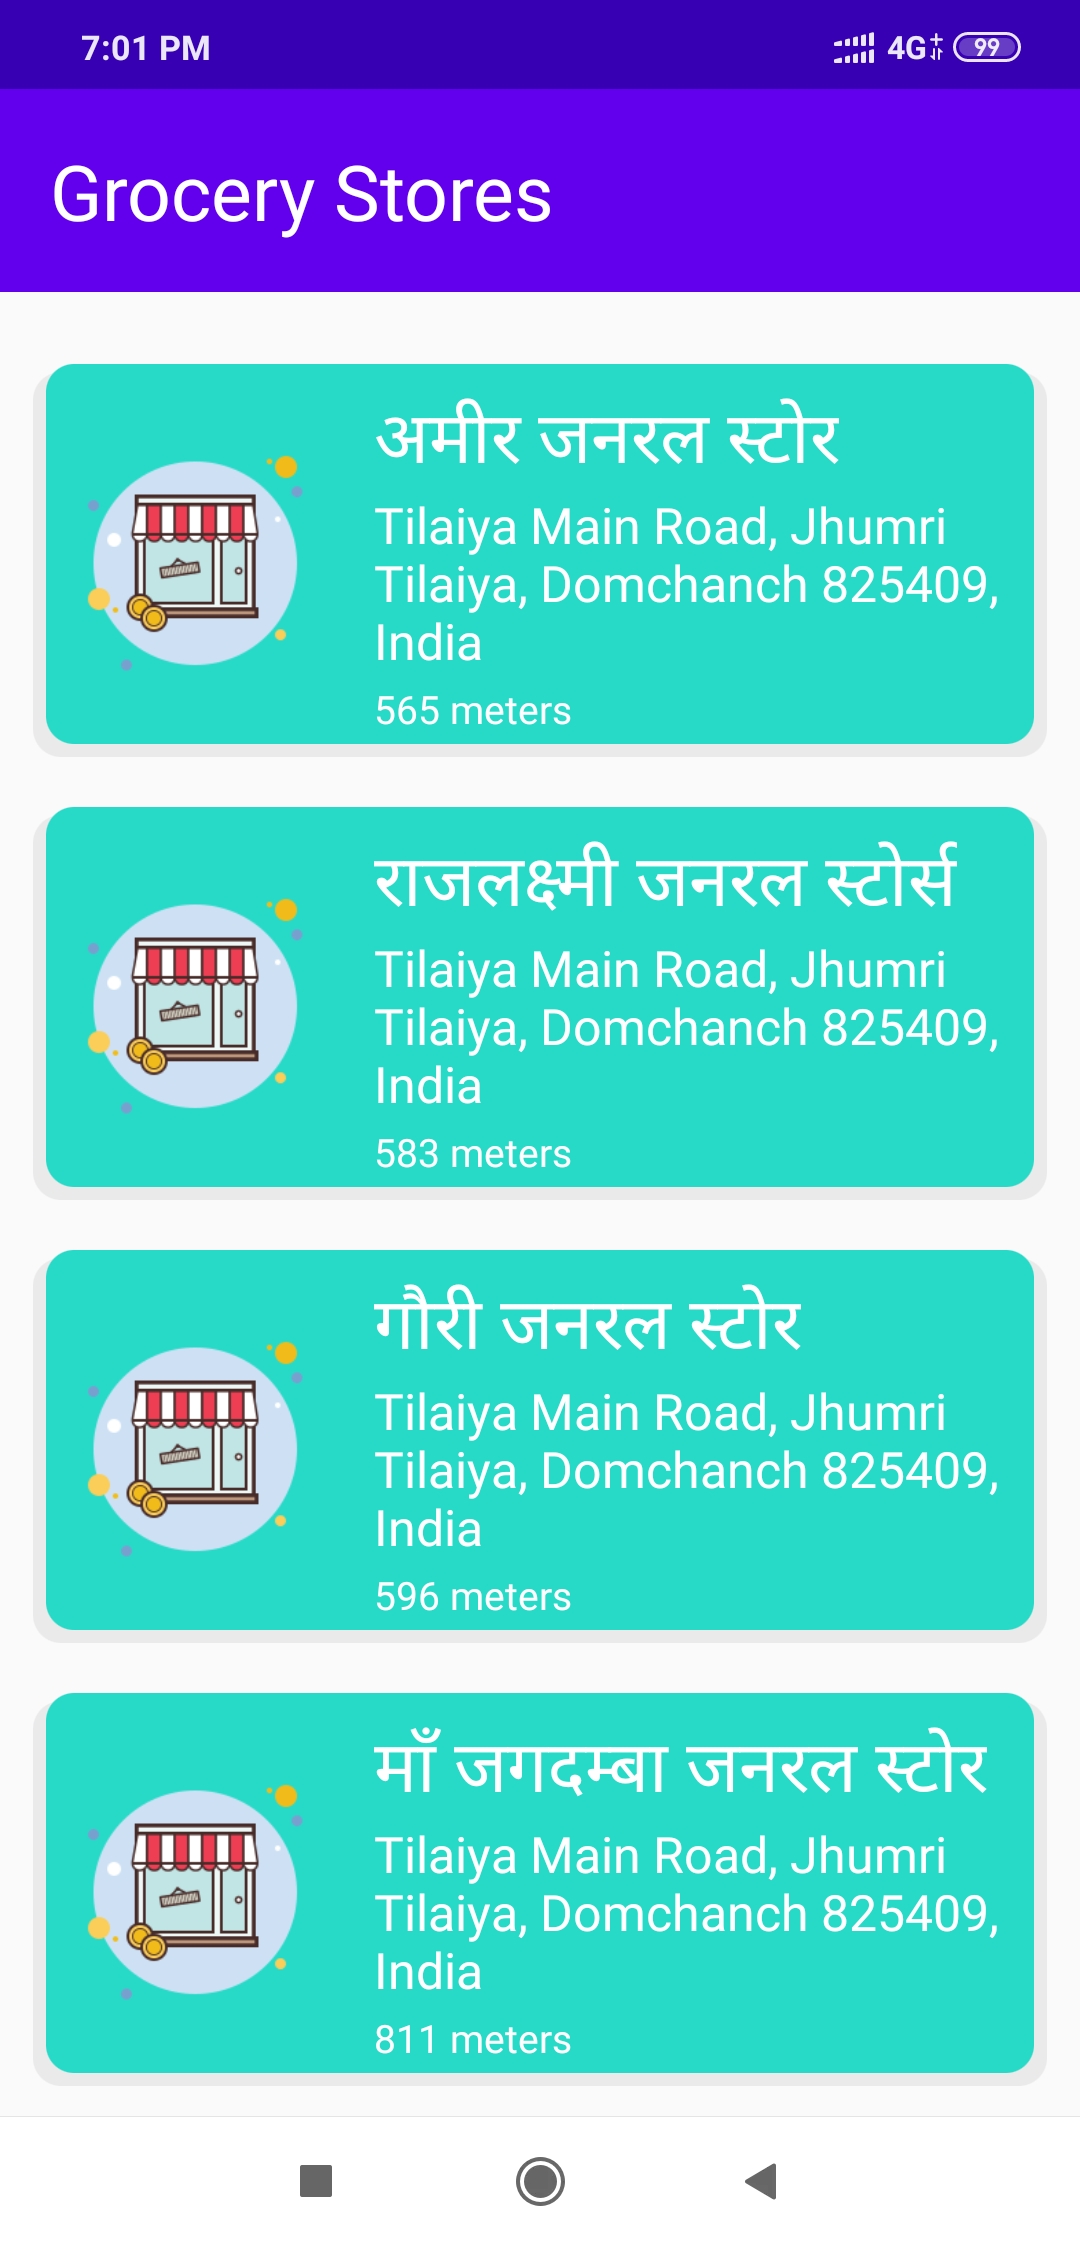 7:01 PM
4G+ 99
Grocery Stores
अमीर जनरल स्टोर
Tilaiya Main Road, Jhumri
Tilaiya, Domchanch 825409,
India
565 meters
राजलक्ष्मी जनरल स्टोर्स
Tilaiya Main Road, Jhumri
Tilaiya, Domchanch 825409,
India
583 meters
गौरी जनरल स्टोर
Tilaiya Main Road, Jhumri
Tilaiya, Domchanch 825409,
India
596 meters
माँ जगदम्बा जनरल स्टोर
Tilaiya Main Road, Jhumri
Tilaiya, Domchanch 825409,
India
811 meters